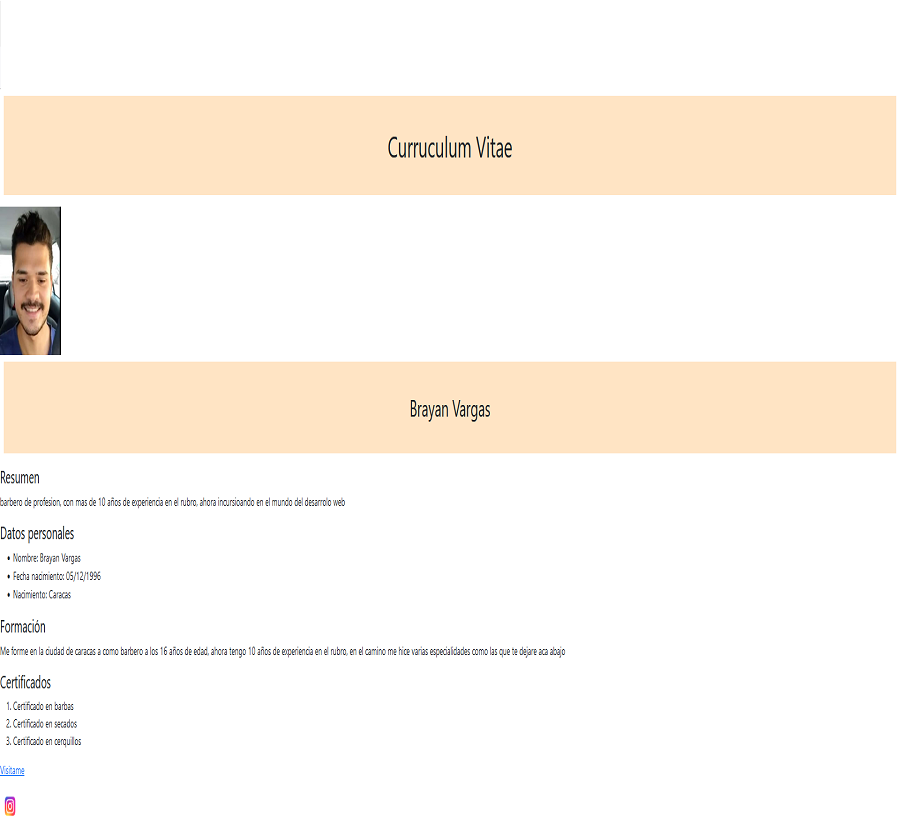 Curruculum Vitae
Brayan Vargas
Resumen
barbero de profesion, con mas de 10 años de experiencia en el rubro, ahora incursioando en el mundo del desarrolo web
Datos personales
• Nombre: Brayan Vargas
• Fecha nacimiento: 05/12/1996
• Nacimiento: Caracas
Formación
Me forme en la ciudad de caracas a como barbero a los 16 años de edad, ahora tengo 10 años de experiencia en el rubro, en el camino me hice varias especialidades como las que te dejare aca abajo
Certificados
1. Certificado en barbas
2. Certificado en secados
3. Certificado en cerquillos
Visitame